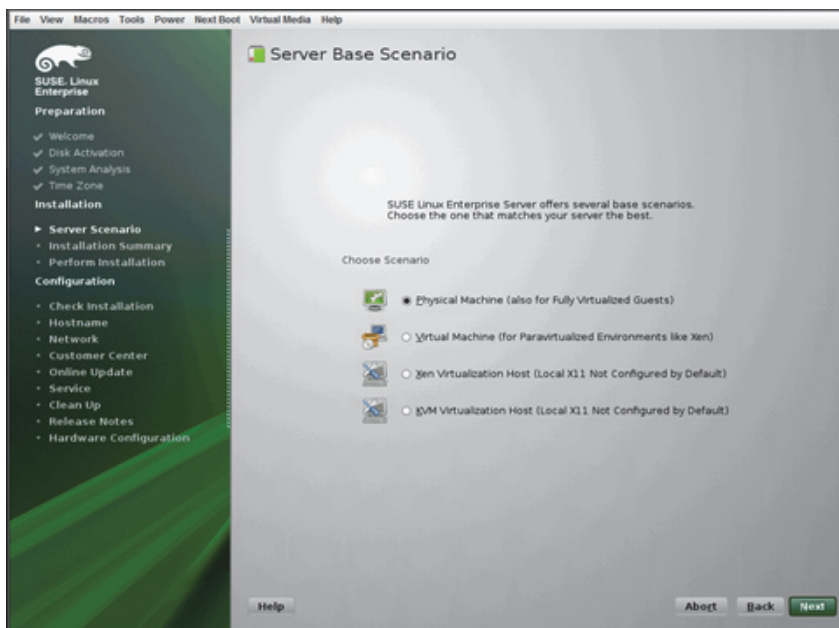 File View Macros Tools Power Next Boot Virtual Media Help
SUSE. Linux
Enterprise
Preparation
Welcome
Disk Activation
System Analysis
Time Zone
Installation
Server Scenario
Installation Summary
Perform Installation
Configuration
Check Installation
Hostname
Network
Customer Center
Online Update
Service
Clean Up
Release Notes
Hardware Configuration
Server Base Scenario
SUSE Linux Enterprise Server offers several base scenarios.
Choose the one that matches your server the best.
Choose Scenario
Physical Machine (also for Fully Virtualized Guests)
Virtual Machine (for Paravirtualized Environments like Xen)
Xen Virtualization Host (Local X11 Not Configured by Default)
KVM Virtualization Host (Local X11 Not Configured by Default)
Help Abort Back Next